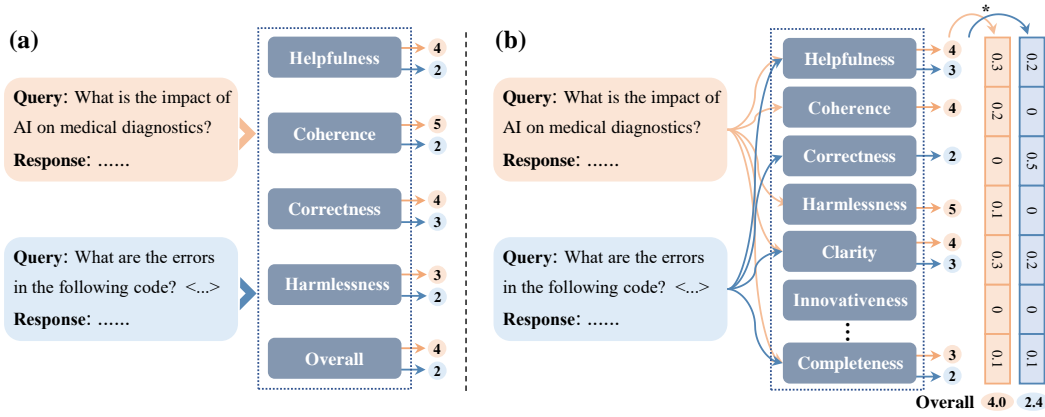 (a)
Query: What is the impact of
AI on medical diagnostics?
Response: ......
Query: What are the errors
in the following code? <...>
Response: ......
Helpfulness
4
2
Coherence
5
2
Correctness
4
3
Harmlessness
3
2
Overall
4
2
(b)
Query: What is the impact of
AI on medical diagnostics?
Response: ......
Query: What are the errors
in the following code? <...>
Response: ......
Helpfulness
4
3
Coherence
4
Correctness
2
Harmlessness
5
Clarity
4
3
Innovativeness
Completeness
3
2
*
0.3
0.2
0
0.1
0.3
0
0.1
0.2
0
0.5
0
0.2
0
0.1
Overall 4.0 2.4